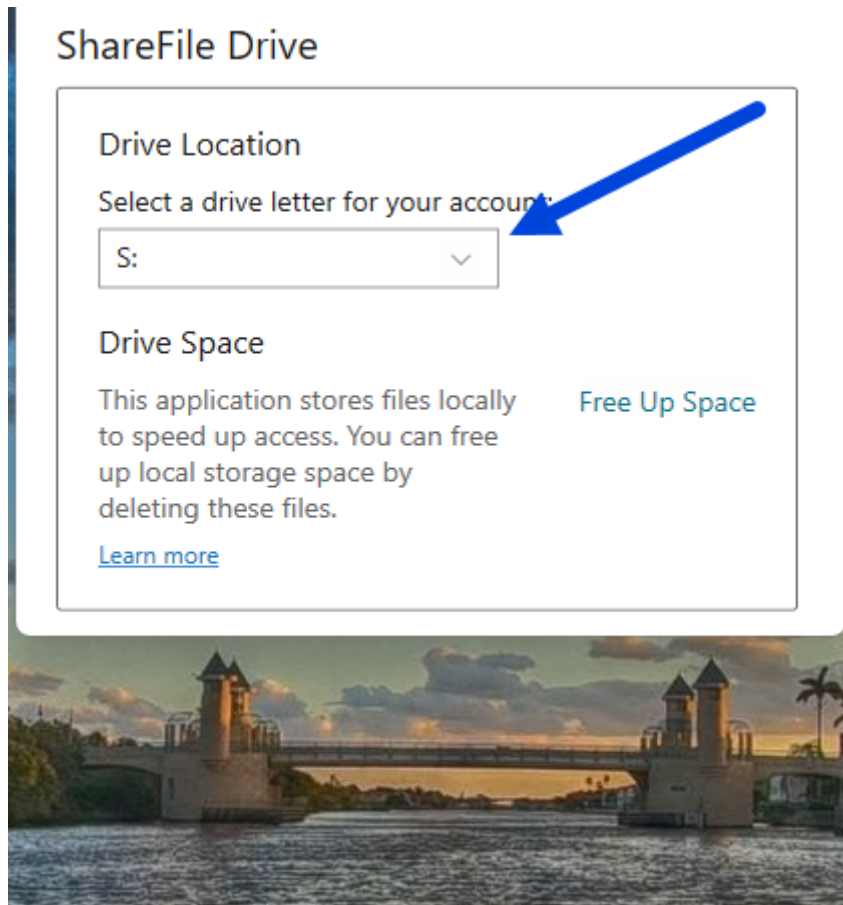 ShareFile Drive
Drive Location
Select a drive letter for your account:
S:
Drive Space
This application stores files locally
to speed up access. You can free
up local storage space by
deleting these files.
Free Up Space
Learn more